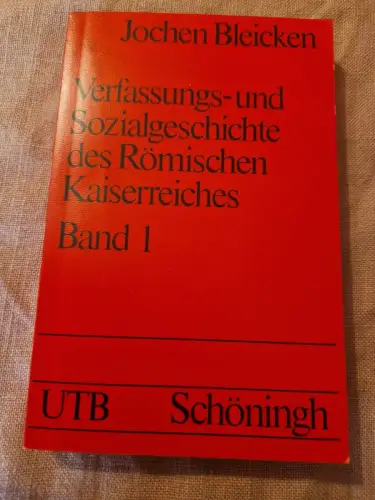 Jochen Bleicken
Verfassungs- und
Sozialgeschichte
des Römischen
Kaiserreiches
Band 1
UTB Schöningh